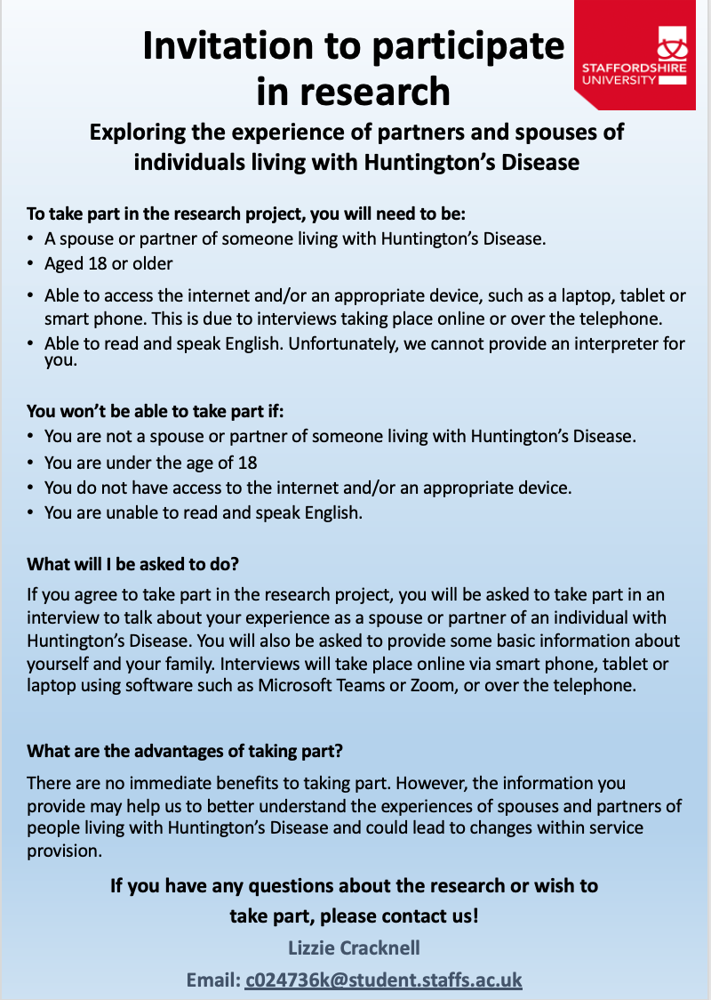 Invitation to participate
in research
STAFFORDSHIRE
UNIVERSITY
Exploring the experience of partners and spouses of
individuals living with Huntington’s Disease
To take part in the research project, you will need to be:
• A spouse or partner of someone living with Huntington’s Disease.
• Aged 18 or older
• Able to access the internet and/or an appropriate device, such as a laptop, tablet or
smart phone. This is due to interviews taking place online or over the telephone.
• Able to read and speak English. Unfortunately, we cannot provide an interpreter for
you.
You won’t be able to take part if:
• You are not a spouse or partner of someone living with Huntington’s Disease.
• You are under the age of 18
• You do not have access to the internet and/or an appropriate device.
• You are unable to read and speak English.
What will I be asked to do?
If you agree to take part in the research project, you will be asked to take part in an
interview to talk about your experience as a spouse or partner of an individual with
Huntington’s Disease. You will also be asked to provide some basic information about
yourself and your family. Interviews will take place online via smart phone, tablet or
laptop using software such as Microsoft Teams or Zoom, or over the telephone.
What are the advantages of taking part?
There are no immediate benefits to taking part. However, the information you
provide may help us to better understand the experiences of spouses and partners of
people living with Huntington’s Disease and could lead to changes within service
provision.
If you have any questions about the research or wish to
take part, please contact us!
Lizzie Cracknell
Email: c024736k@student.staffs.ac.uk